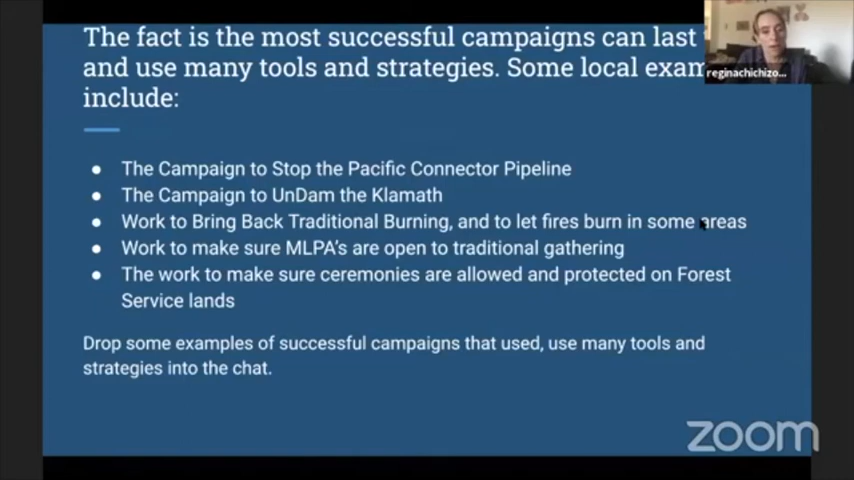 The fact is the most successful campaigns can last
and use many tools and strategies. Some local exam
include:
reginachichizo...
● The Campaign to Stop the Pacific Connector Pipeline
● The Campaign to UnDam the Klamath
● Work to Bring Back Traditional Burning, and to let fires burn in some areas
● Work to make sure MLPA's are open to traditional gathering
● The work to make sure ceremonies are allowed and protected on Forest
Service lands
Drop some examples of successful campaigns that used, use many tools and
strategies into the chat.
zoom